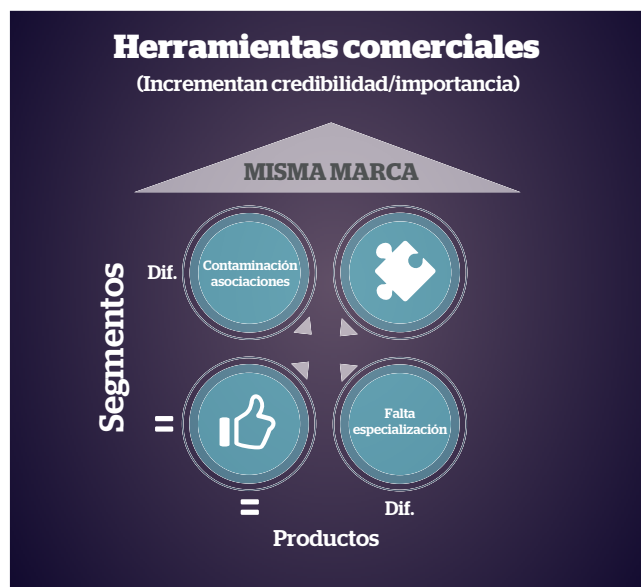 Herramientas comerciales
(Incrementan credibilidad/importancia)
MISMA MARCA
Segmentos
Dif.
Contaminación
asociaciones
=
Falta
especialización
=
Dif.
Productos